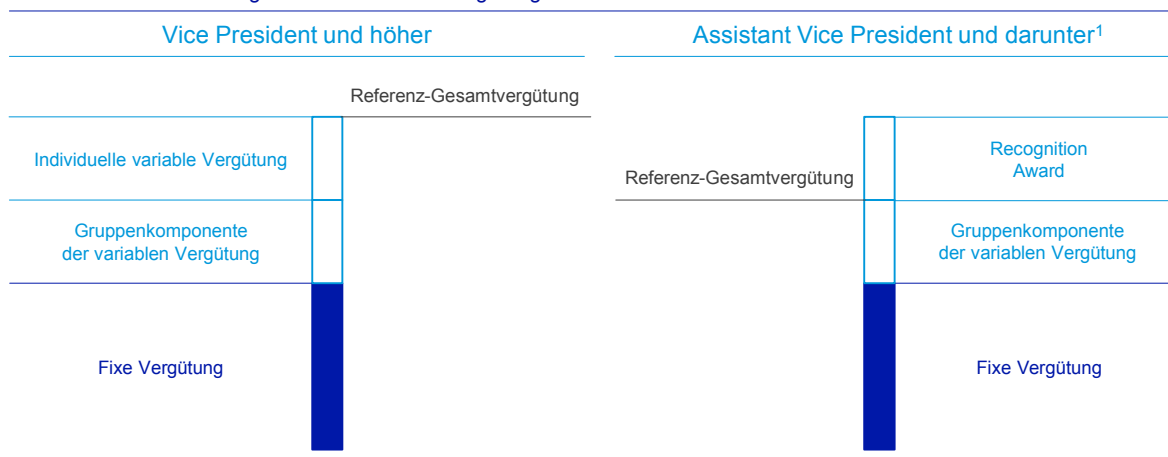 Vice President und höher
Assistant Vice President und darunter¹
Referenz-Gesamtvergütung
Individuelle variable Vergütung
Recognition
Award
Referenz-Gesamtvergütung
Gruppenkomponente
der variablen Vergütung
Gruppenkomponente
der variablen Vergütung
Fixe Vergütung
Fixe Vergütung